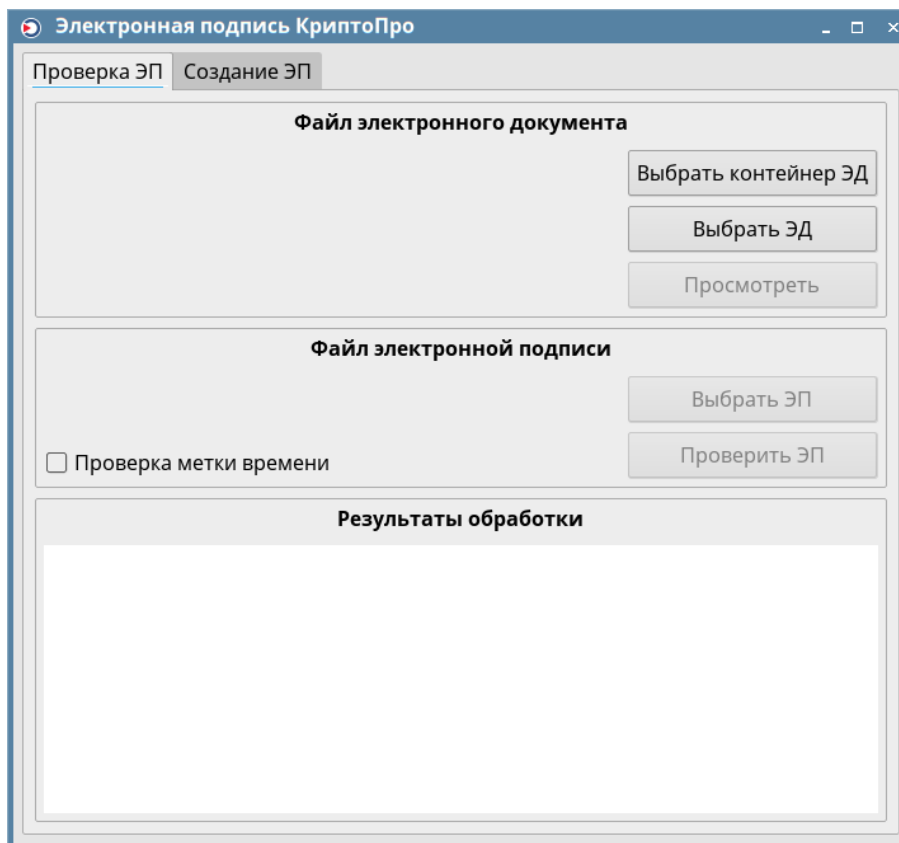 Электронная подпись КриптоПро
Проверка ЭП Создание ЭП
Файл электронного документа
Выбрать контейнер ЭД
Выбрать ЭД
Просмотреть
Файл электронной подписи
Выбрать ЭП
Проверка метки времени
Проверить ЭП
Результаты обработки